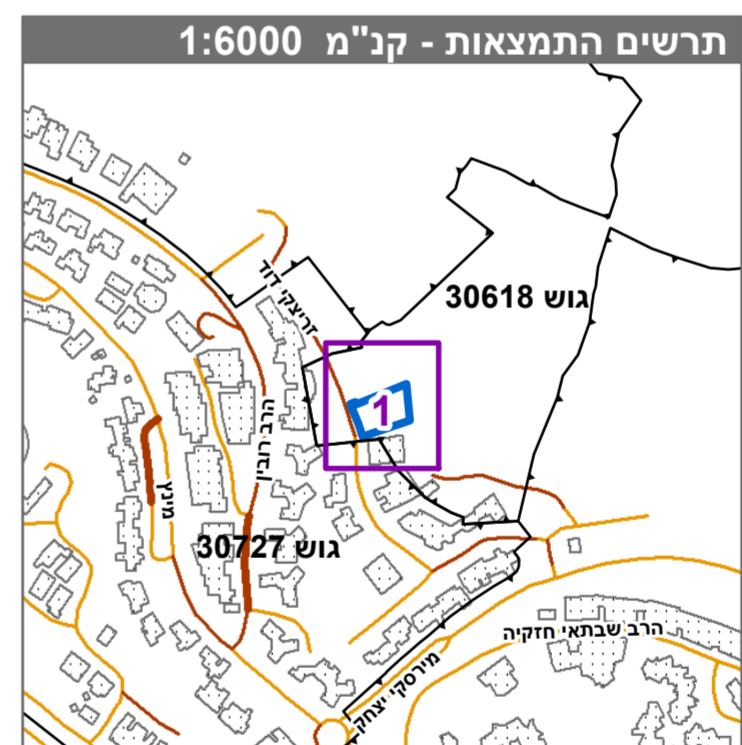 תרשים התמצאות - קנ"מ 1:6000
זריצקי דוד
גוש 30618
1
הרב רובין
מנץ
גוש 30727
הרב שבתאי חזקיה
מירסקי יצחק